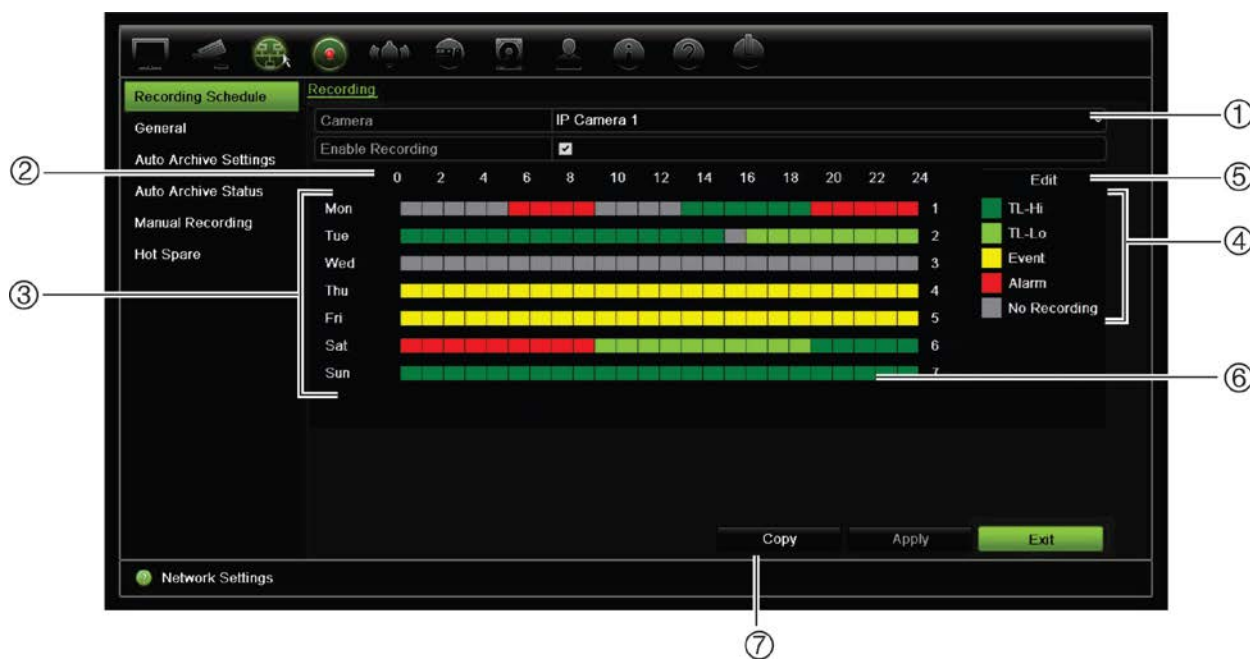 Recording Schedule
General
Auto Archive Settings
Auto Archive Status
Manual Recording
Hot Spare
Recording
Camera IP Camera 1
Enable Recording
0 2 4 6 8 10 12 14 16 18 20 22 24
Mon 1
Tue 2
Wed 3
Thu 4
Fri 5
Sat 6
Sun 7
Edit
TL-Hi
TL-Lo
Event
Alarm
No Recording
Copy Apply Exit
Network Settings
①
②
③
④
⑤
⑥
⑦